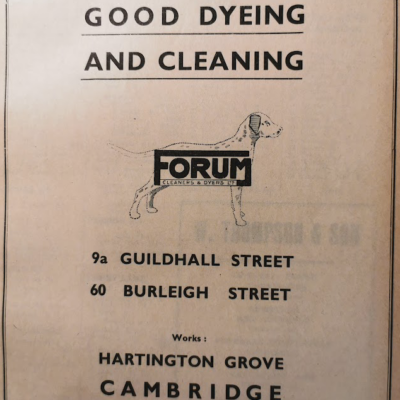 GOOD DYEING
AND CLEANING
FORUM
CLEANERS & DYERS LTD
9a GUILDHALL STREET
60 BURLEIGH STREET
Works:
HARTINGTON GROVE
CAMBRIDGE